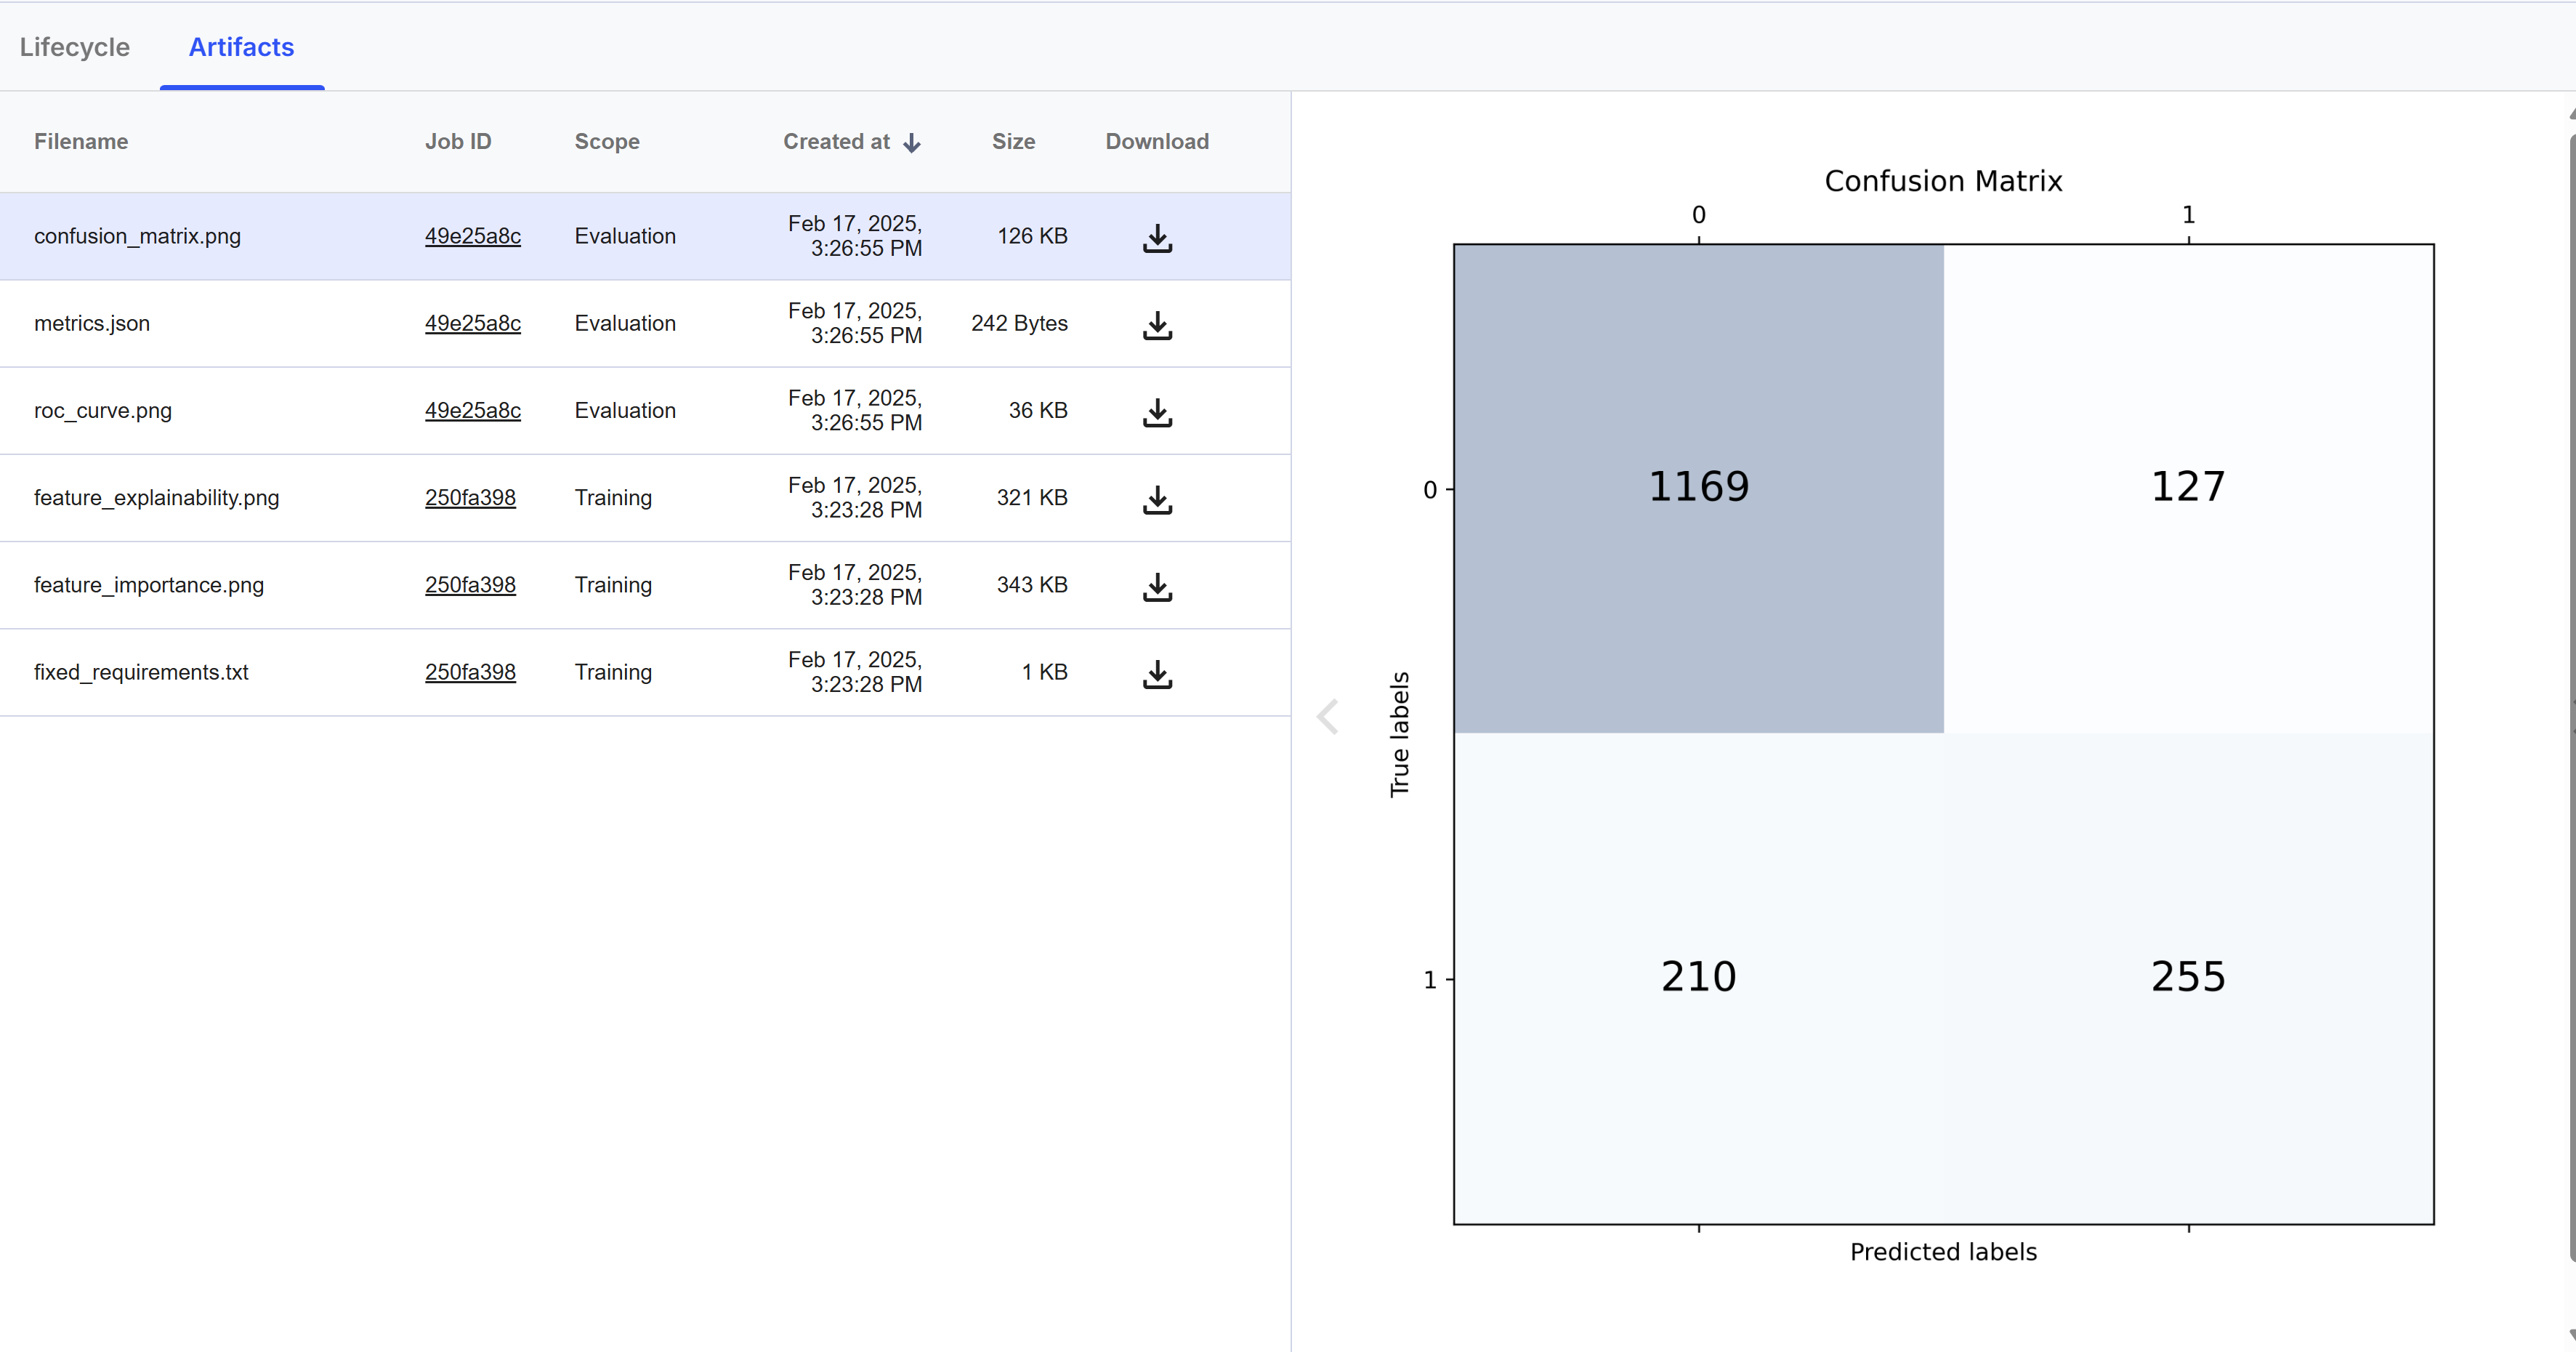 Lifecycle Artifacts
Filename Job ID Scope Created at Size Download
confusion_matrix.png 49e25a8c Evaluation Feb 17, 2025, 3:26:55 PM 126 KB
metrics.json 49e25a8c Evaluation Feb 17, 2025, 3:26:55 PM 242 Bytes
roc_curve.png 49e25a8c Evaluation Feb 17, 2025, 3:26:55 PM 36 KB
feature_explainability.png 250fa398 Training Feb 17, 2025, 3:23:28 PM 321 KB
feature_importance.png 250fa398 Training Feb 17, 2025, 3:23:28 PM 343 KB
fixed_requirements.txt 250fa398 Training Feb 17, 2025, 3:23:28 PM 1 KB
Confusion Matrix
0 1
0 1169 127
True labels
1 210 255
Predicted labels